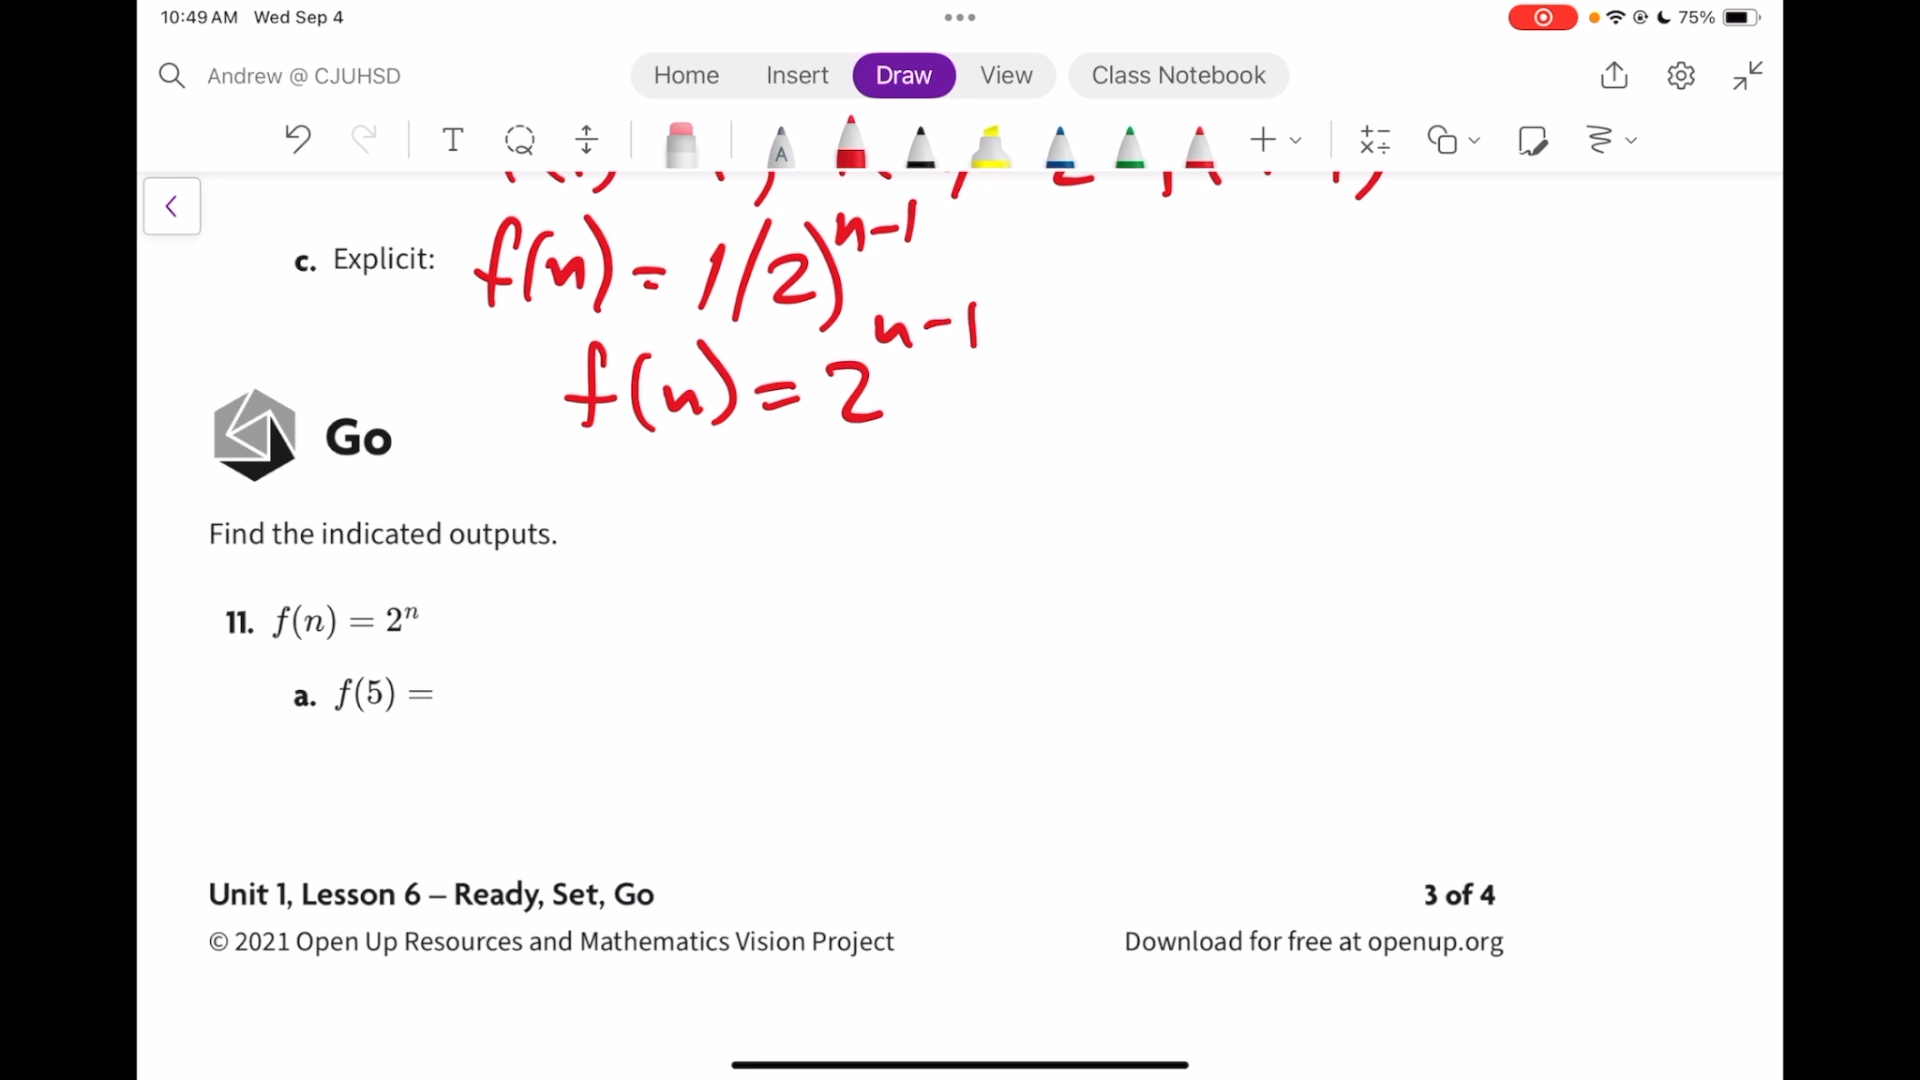 10:49 AM Wed Sep 4
75%
Andrew @ CJUHSD
Home Insert Draw View Class Notebook
T A
c. Explicit: f(n) = 1(2)^{n-1}
f(n) = 2^{n-1}
Go
Find the indicated outputs.
11. f(n) = 2^n
a. f(5) =
Unit 1, Lesson 6 – Ready, Set, Go 3 of 4
© 2021 Open Up Resources and Mathematics Vision Project Download for free at openup.org